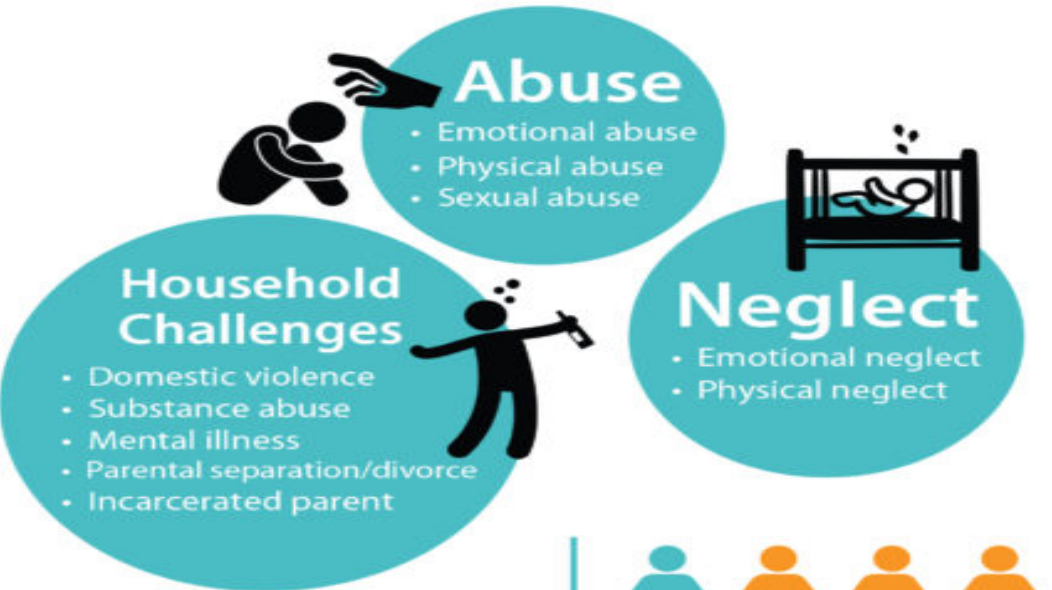 Abuse
• Emotional abuse
• Physical abuse
• Sexual abuse
Household
Challenges
• Domestic violence
• Substance abuse
• Mental illness
• Parental separation/divorce
• Incarcerated parent
Neglect
• Emotional neglect
• Physical neglect